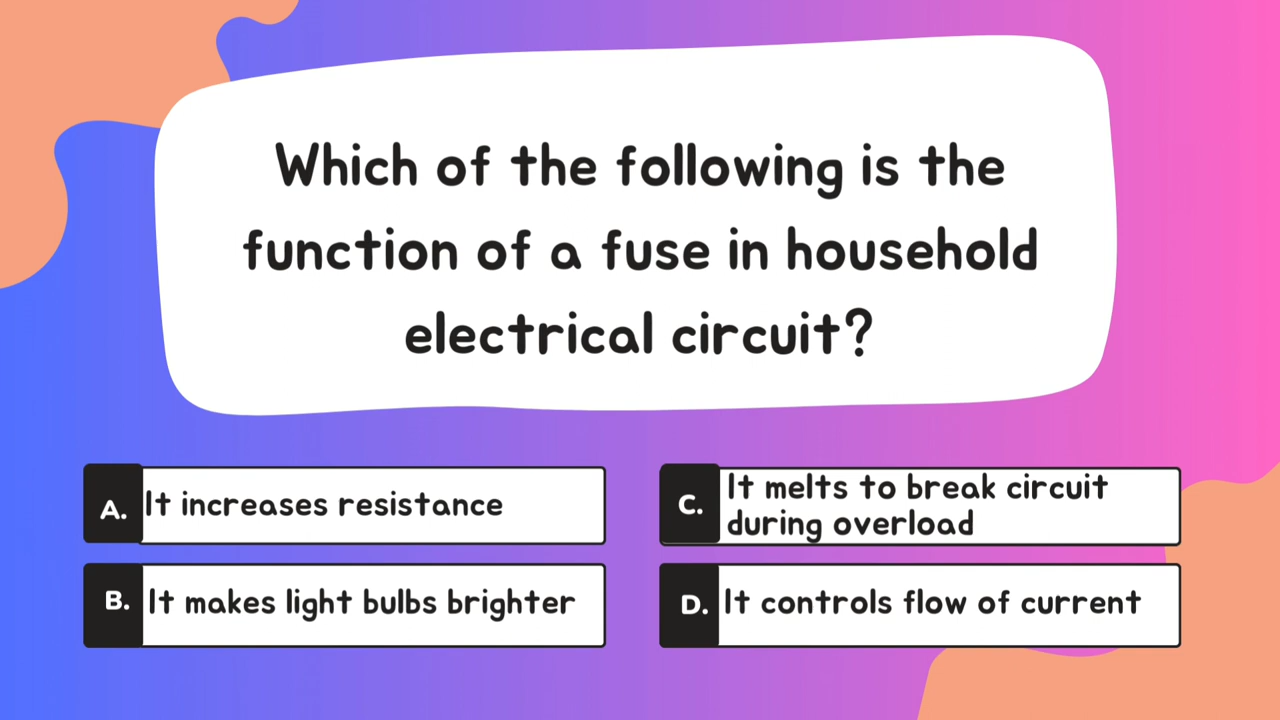 Which of the following is the
function of a fuse in household
electrical circuit?
A. It increases resistance
B. It makes light bulbs brighter
C. It melts to break circuit
during overload
D. It controls flow of current